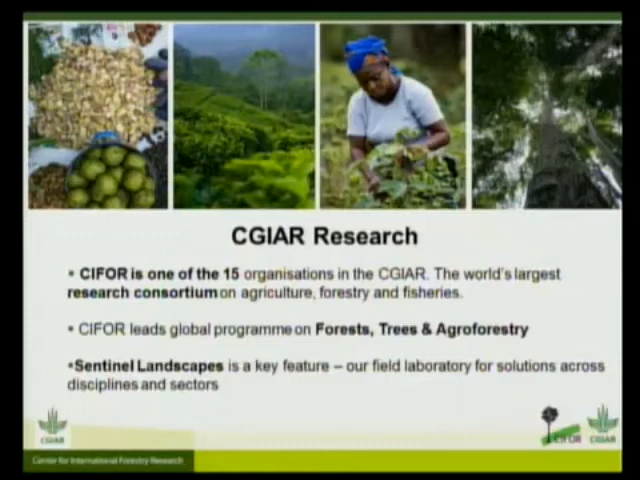 CGIAR Research
• CIFOR is one of the 15 organisations in the CGIAR. The world's largest
research consortium on agriculture, forestry and fisheries.
• CIFOR leads global programme on Forests, Trees & Agroforestry
•Sentinel Landscapes is a key feature – our field laboratory for solutions across
disciplines and sectors
CGIAR
CIFOR
CGIAR
Center for International Forestry Research